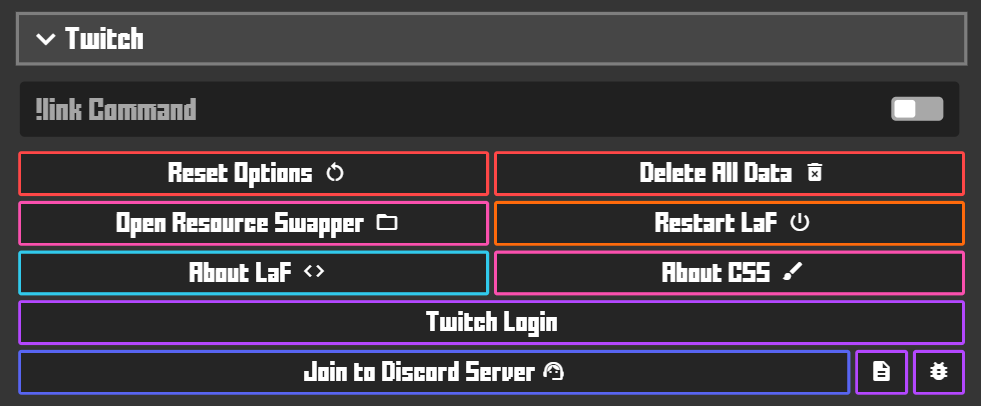 Twitch
!link Command
Reset Options
Delete All Data
Open Resource Swapper
Restart LaF
About LaF
About CSS
Twitch Login
Join to Discord Server